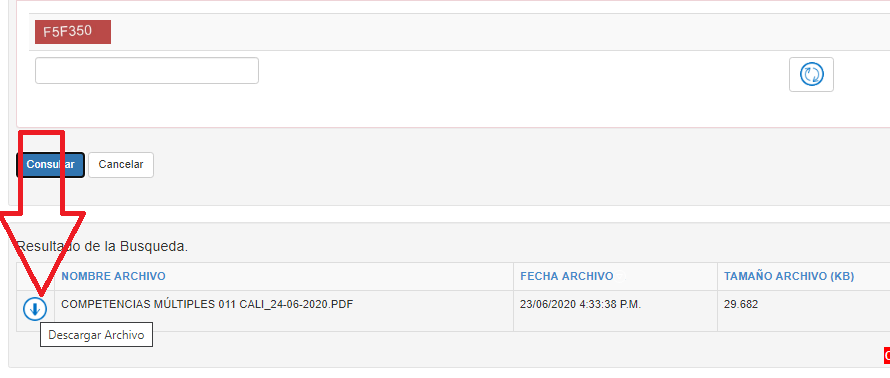 F5F350
Consultar Cancelar
Resultado de la Busqueda.
NOMBRE ARCHIVO FECHA ARCHIVO TAMAÑO ARCHIVO (KB)
COMPETENCIAS MÚLTIPLES 011 CALI_24-06-2020.PDF 23/06/2020 4:33:38 P.M. 29.682
Descargar Archivo